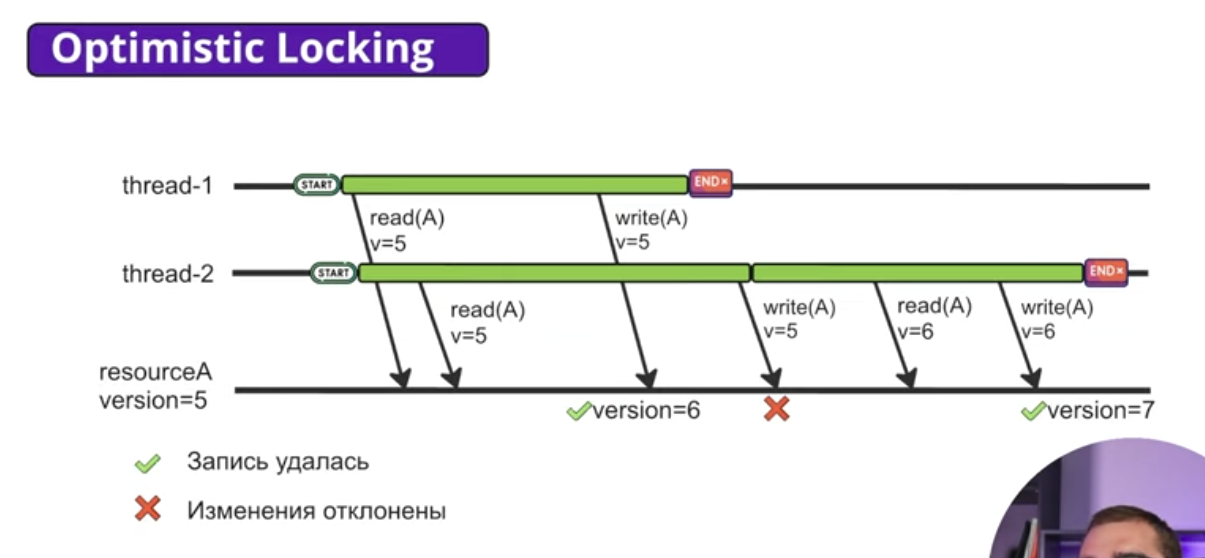 Optimistic Locking
thread-1
START
END×
read(A)
v=5
write(A)
v=5
thread-2
START
END×
read(A)
v=5
write(A)
v=5
read(A)
v=6
write(A)
v=6
resourceA
version=5
version=6
version=7
Запись удалась
Изменения отклонены